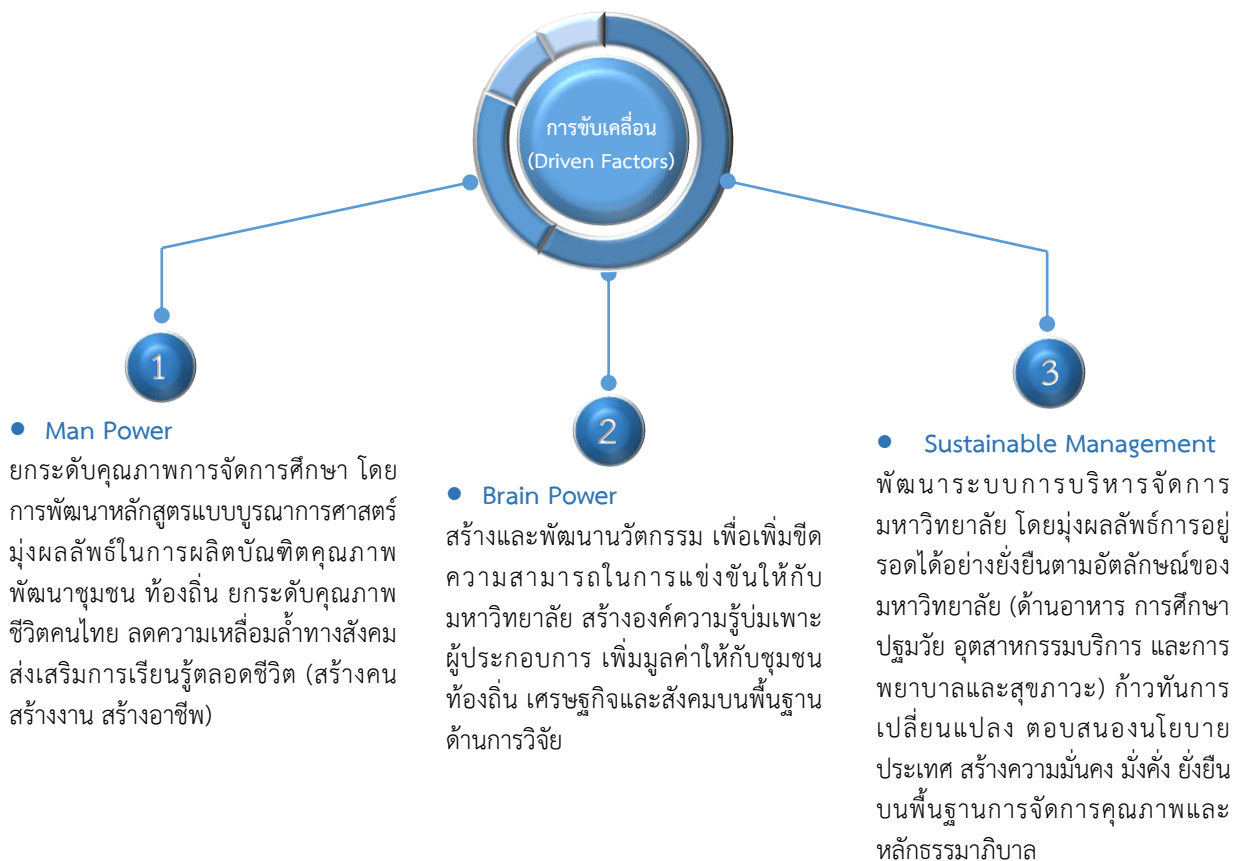 การขับเคลื่อน
(Driven Factors)
1
• Man Power
ยกระดับคุณภาพการจัดการศึกษา โดย
การพัฒนาหลักสูตรแบบบูรณาการศาสตร์
มุ่งผลลัพธ์ในการผลิตบัณฑิตคุณภาพ
พัฒนาชุมชน ท้องถิ่น ยกระดับคุณภาพ
ชีวิตคนไทย ลดความเหลื่อมล้ำทางสังคม
ส่งเสริมการเรียนรู้ตลอดชีวิต (สร้างคน
สร้างงาน สร้างอาชีพ)
2
• Brain Power
สร้างและพัฒนานวัตกรรม เพื่อเพิ่มขีด
ความสามารถในการแข่งขันให้กับ
มหาวิทยาลัย สร้างองค์ความรู้บ่มเพาะ
ผู้ประกอบการ เพิ่มมูลค่าให้กับชุมชน
ท้องถิ่น เศรษฐกิจและสังคมบนพื้นฐาน
ด้านการวิจัย
3
• Sustainable Management
พัฒนาระบบการบริหารจัดการ
มหาวิทยาลัย โดยมุ่งผลลัพธ์การอยู่
รอดได้อย่างยั่งยืนตามอัตลักษณ์ของ
มหาวิทยาลัย (ด้านอาหาร การศึกษา
ปฐมวัย อุตสาหกรรมบริการ และการ
พยาบาลและสุขภาวะ) ก้าวทันการ
เปลี่ยนแปลง ตอบสนองนโยบาย
ประเทศ สร้างความมั่นคง มั่งคั่ง ยั่งยืน
บนพื้นฐานการจัดการคุณภาพและ
หลักธรรมาภิบาล